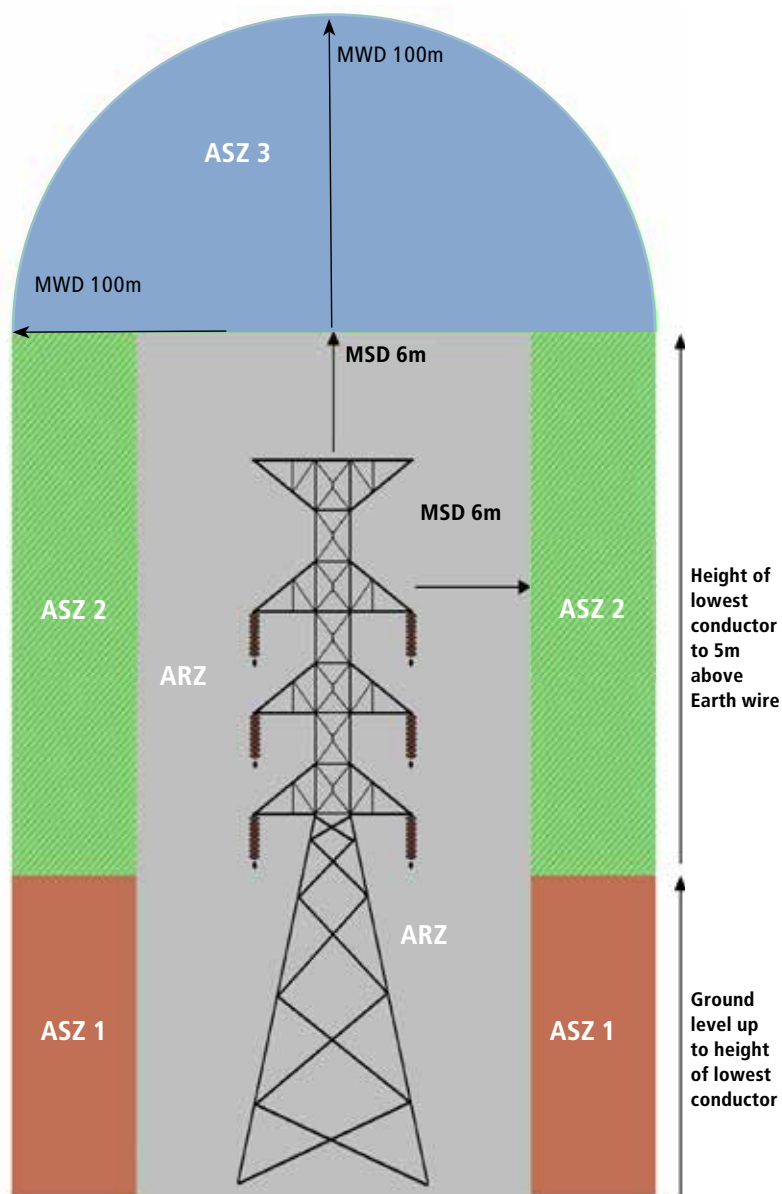 MWD 100m
ASZ 3
MWD 100m
MSD 6m
MSD 6m
ASZ 2
ASZ 2
ARZ
Height of
lowest
conductor
to 5m
above
Earth wire
ARZ
ASZ 1
ASZ 1
Ground
level up
to height
of lowest
conductor